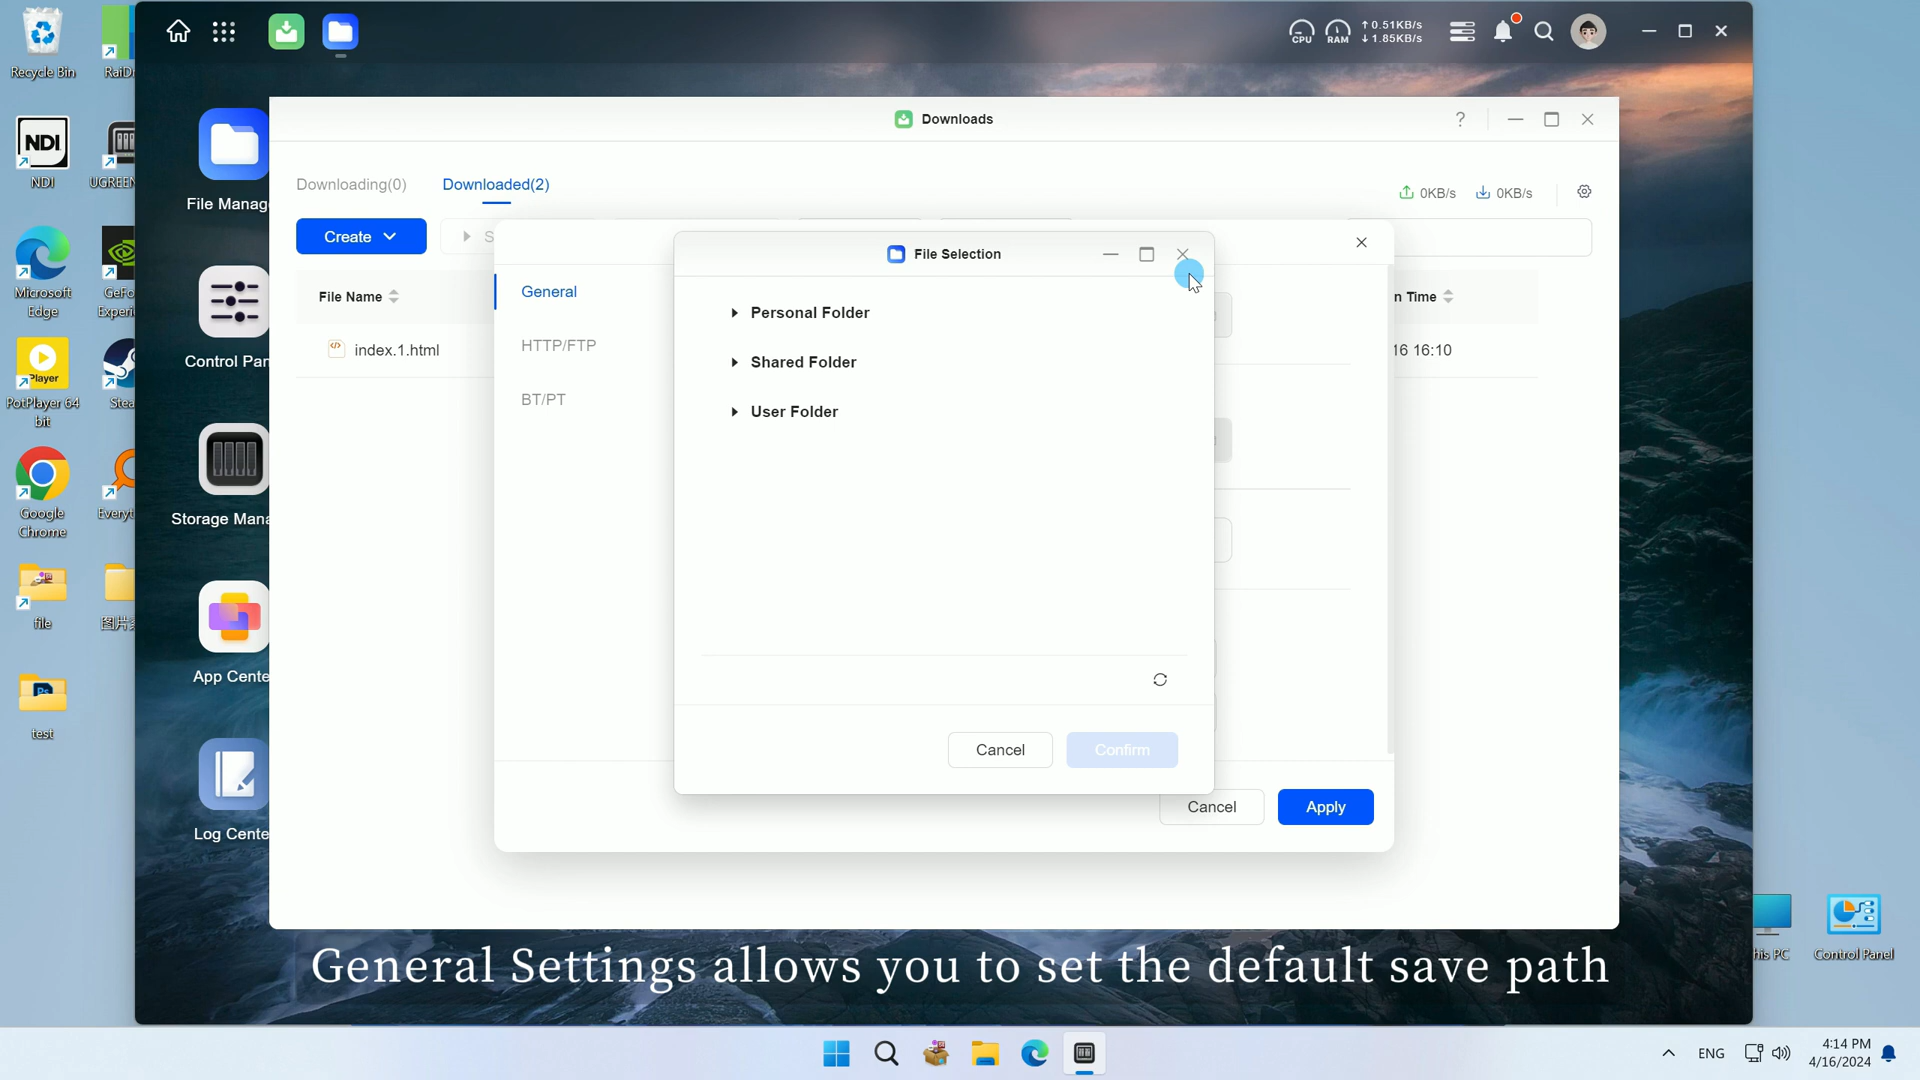 Recycle Bin
RaiDr
NDI
NDI
UGREEN
Microsoft
Edge
GeFo
Experi
Player
PotPlayer 64
bit
Stea
Google
Chrome
Everyt
file
图片
Ps
test
CPU
RAM
0.51KB/s
1.85KB/s
File Manag
Control Pan
Storage Mana
App Cente
Log Cente
Downloads
?
Downloading(0)
Downloaded(2)
0KB/s
0KB/s
Create
S
File Name
n Time
index.1.html
16 16:10
General
HTTP/FTP
BT/PT
File Selection
Personal Folder
Shared Folder
User Folder
Cancel
Confirm
Cancel
Apply
General Settings allows you to set the default save path
his PC
Control Panel
ENG
4:14 PM
4/16/2024